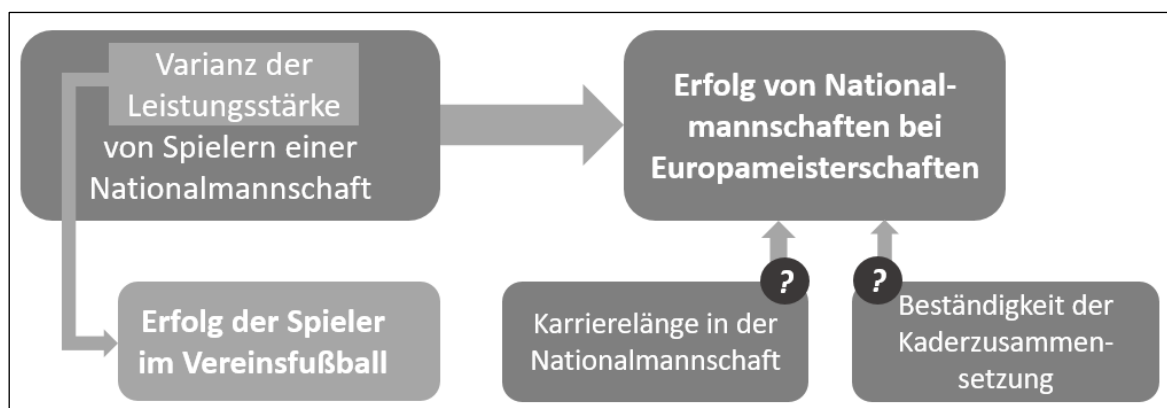 Varianz der
Leistungsstärke
von Spielern einer
Nationalmannschaft
Erfolg von National-
mannschaften bei
Europameisterschaften
Erfolg der Spieler
im Vereinsfußball
?
Karrierelänge in der
Nationalmannschaft
?
Beständigkeit der
Kaderzusammen-
setzung